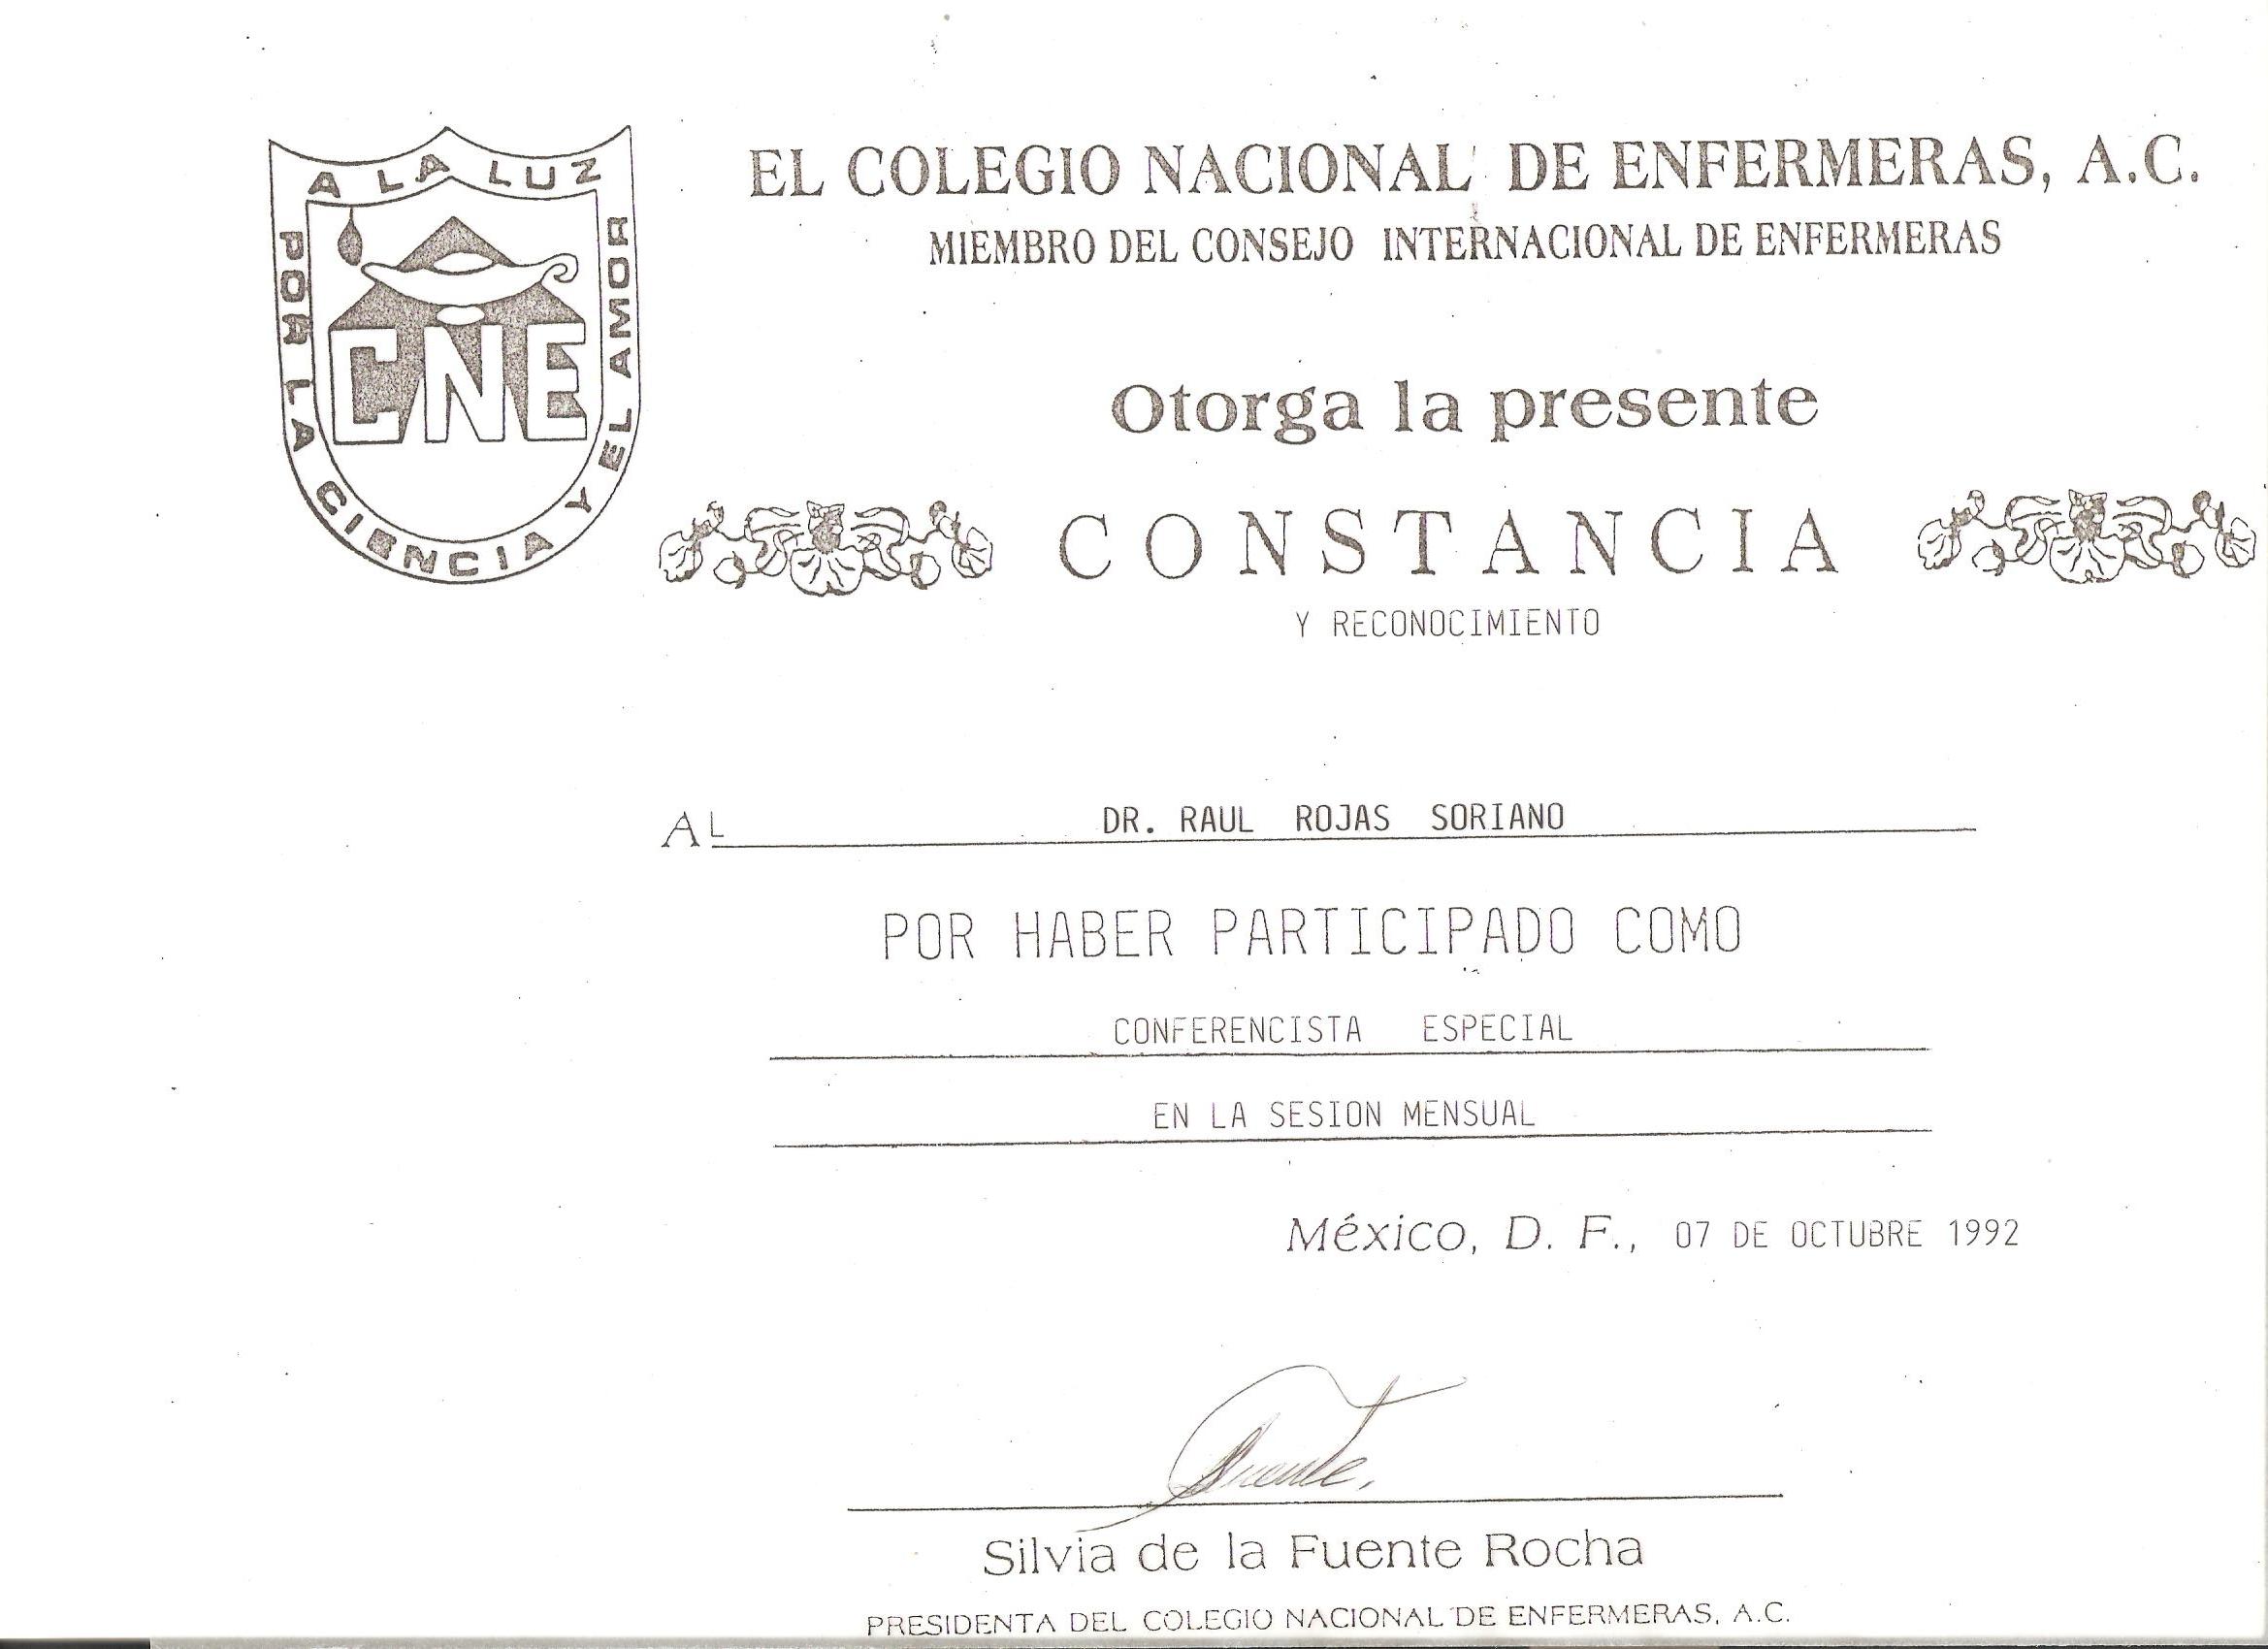 A LA LUZ
POR LA CIENCIA Y EL AMOR
CNE
EL COLEGIO NACIONAL DE ENFERMERAS, A.C.
MIEMBRO DEL CONSEJO INTERNACIONAL DE ENFERMERAS
Otorga la presente
CONSTANCIA
Y RECONOCIMIENTO
AL DR. RAUL ROJAS SORIANO
POR HABER PARTICIPADO COMO
CONFERENCISTA ESPECIAL
EN LA SESION MENSUAL
México, D. F., 07 DE OCTUBRE 1992
Fuente
Silvia de la Fuente Rocha
PRESIDENTA DEL COLEGIO NACIONAL DE ENFERMERAS, A.C.